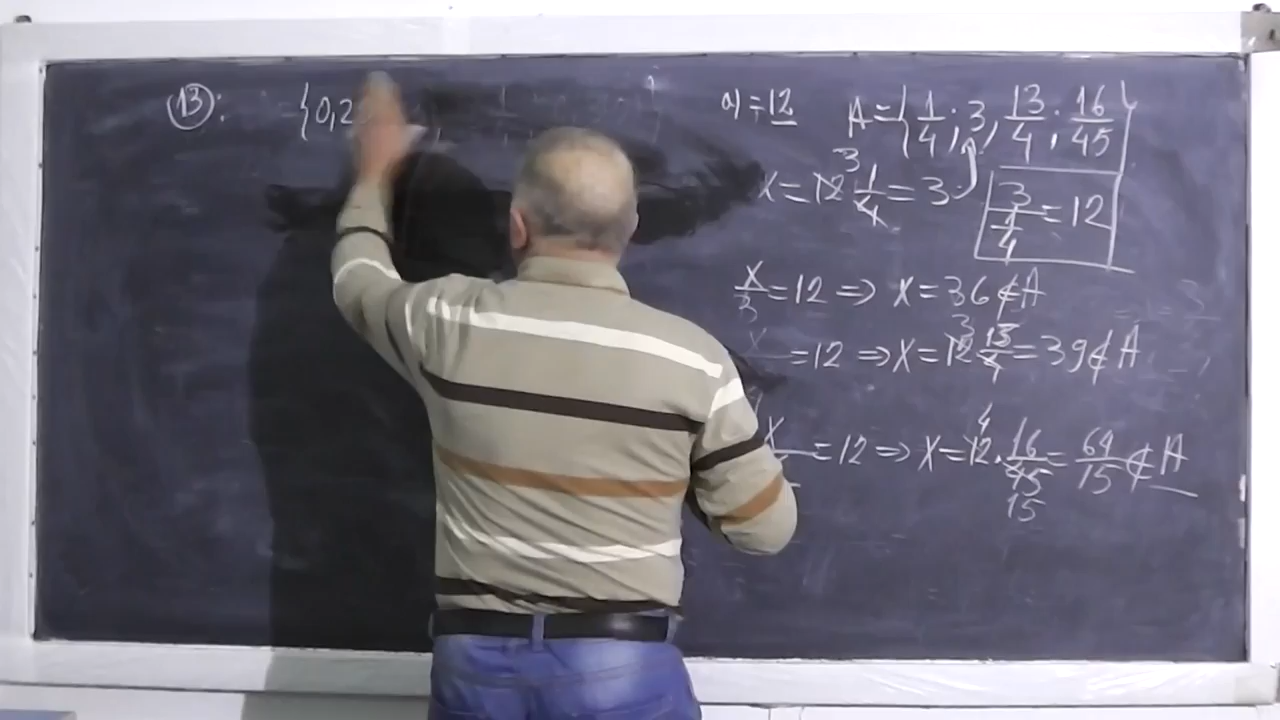 13: {0,2
a) = 12 A={1/4; 3, 13/4; 16/45}
X=12 1/4=3
3/(1/4)=12
X/3=12 ⇒ X=36∉A
=12 ⇒ X=12 13/4=39∉A
X =12 ⇒ X=12·16/45=64/15∉A
15